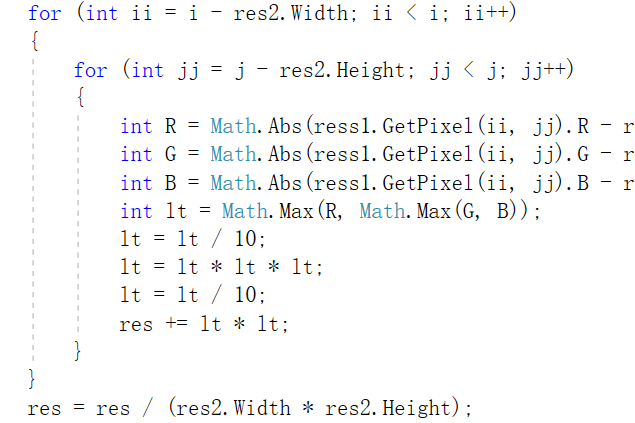 for (int ii = i - res2.Width; ii < i; ii++)
{
for (int jj = j - res2.Height; jj < j; jj++)
{
int R = Math.Abs(ress1.GetPixel(ii, jj).R - r
int G = Math.Abs(ress1.GetPixel(ii, jj).G - r
int B = Math.Abs(ress1.GetPixel(ii, jj).B - r
int lt = Math.Max(R, Math.Max(G, B));
lt = lt / 10;
lt = lt * lt * lt;
lt = lt / 10;
res += lt * lt;
}
}
res = res / (res2.Width * res2.Height);